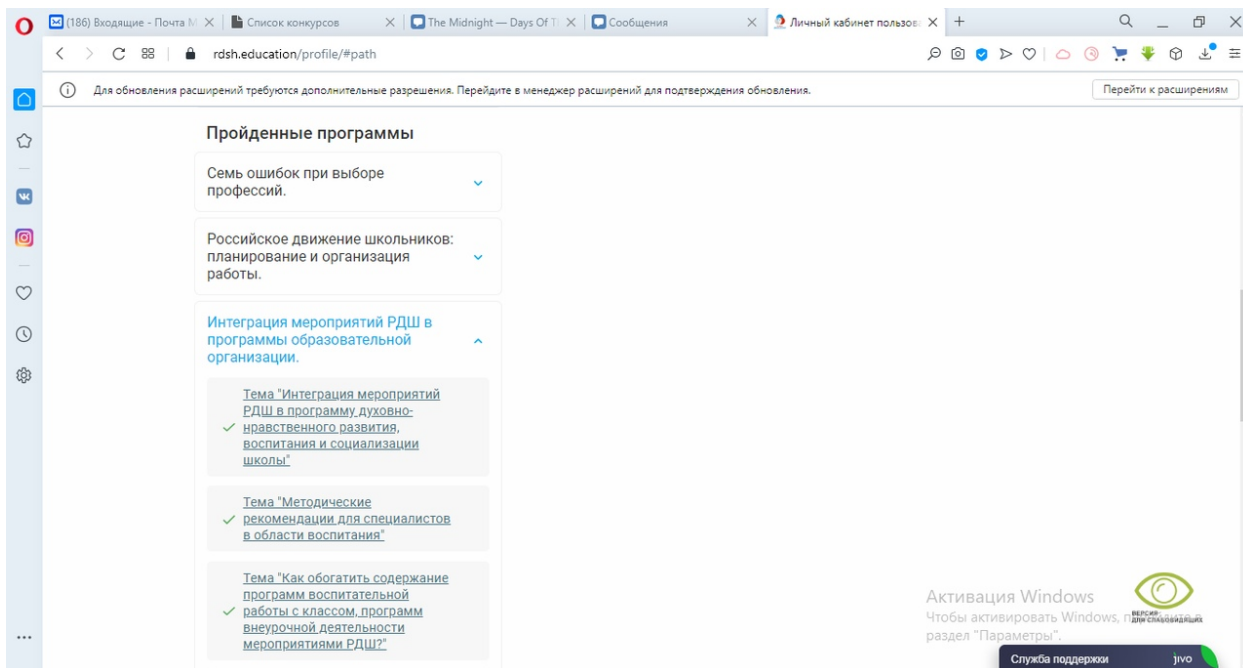 (186) Входящие - Почта M
Список конкурсов
The Midnight — Days Of T
Сообщения
Личный кабинет пользов
rdsh.education/profile/#path
Для обновления расширений требуются дополнительные разрешения. Перейдите в менеджер расширений для подтверждения обновления.
Перейти к расширениям
Пройденные программы
Семь ошибок при выборе
профессий.
Российское движение школьников:
планирование и организация
работы.
Интеграция мероприятий РДШ в
программы образовательной
организации.
Тема "Интеграция мероприятий
РДШ в программу духовно-
нравственного развития,
воспитания и социализации
школы"
Тема "Методические
рекомендации для специалистов
в области воспитания"
Тема "Как обогатить содержание
программ воспитательной
работы с классом, программ
внеурочной деятельности
мероприятиями РДШ?"
Активация Windows
Чтобы активировать Windows,
раздел "Параметры".
ВЕРСИЯ
ДЛЯ СЛАБОВИДЯЩИХ
Служба поддержки
jivo